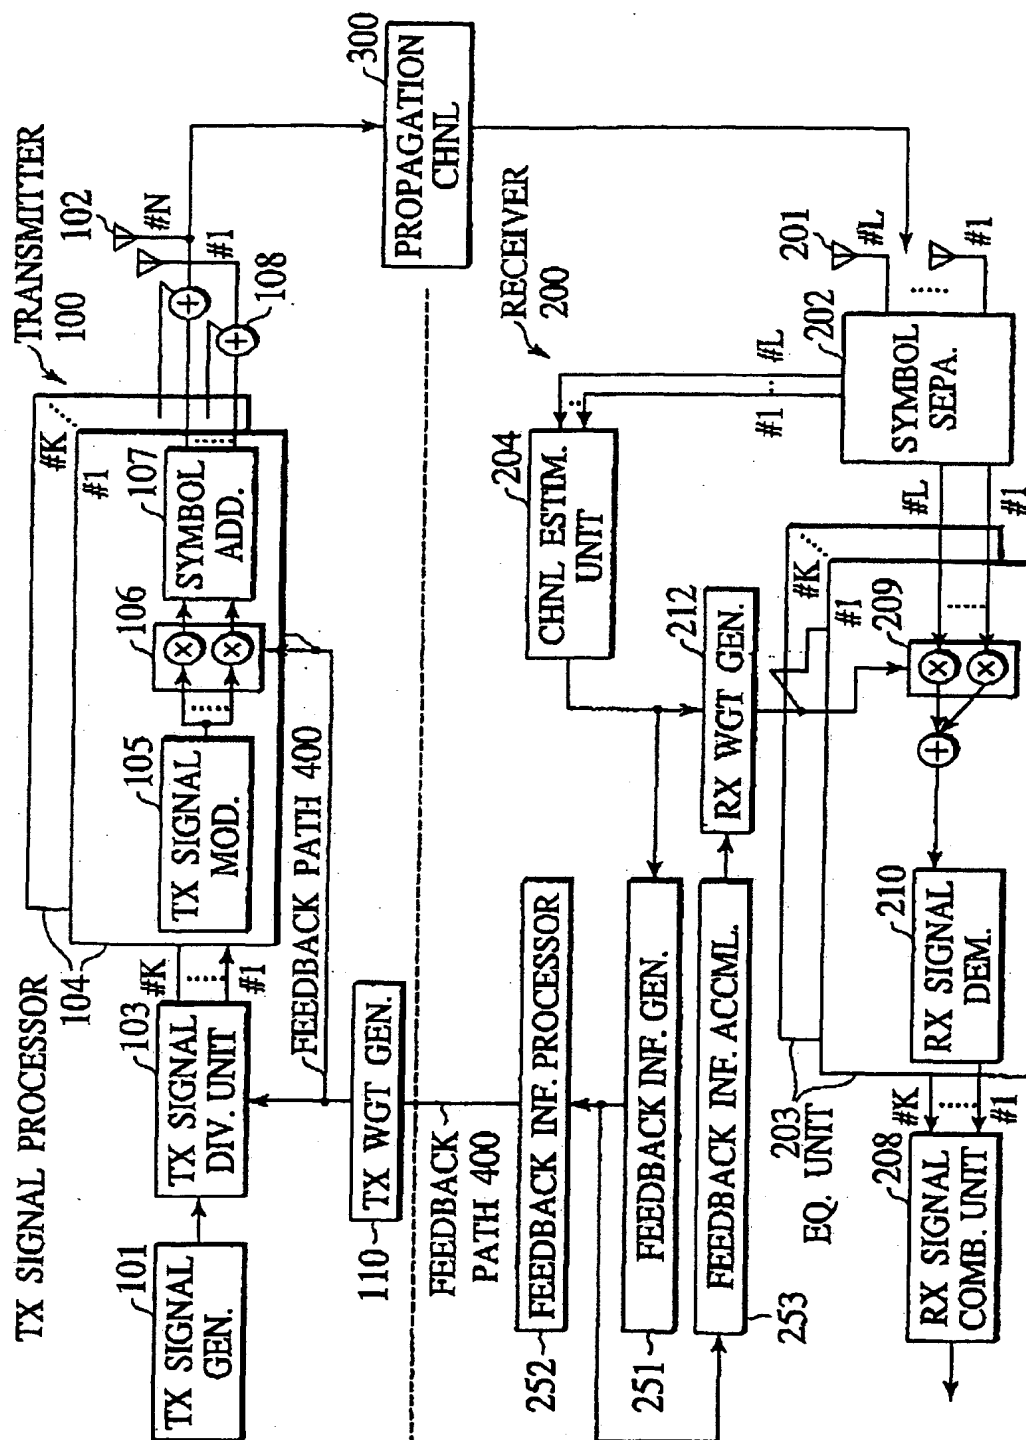 TX SIGNAL PROCESSOR
TRANSMITTER
100
101
TX SIGNAL
GEN.
103
TX SIGNAL
DIV. UNIT
104
#K
#1
#K
#1
105
TX SIGNAL
MOD.
106
107
SYMBOL
ADD.
108
102
#N
#1
FEEDBACK PATH 400
110
TX WGT GEN.
300
PROPAGATION
CHNL
FEEDBACK
PATH 400
RECEIVER
200
252
FEEDBACK INF. PROCESSOR
251
FEEDBACK INF. GEN.
253
FEEDBACK INF. ACCML.
204
CHNL ESTIM.
UNIT
#1
#L
212
RX WGT GEN.
201
#L
#1
202
SYMBOL
SEPA.
#L
#1
203
EQ. UNIT
#K
#1
209
210
RX SIGNAL
DEM.
#K
#1
208
RX SIGNAL
COMB. UNIT